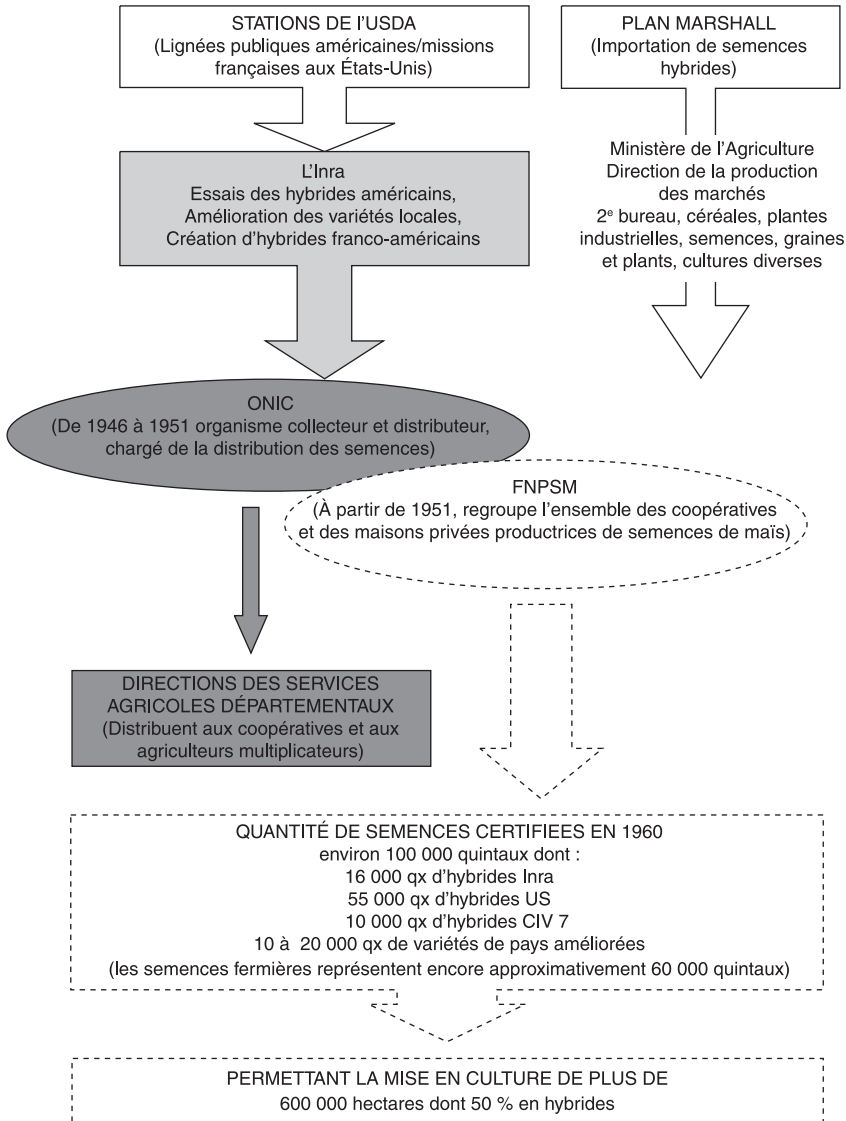 STATIONS DE l'USDA
(Lignées publiques américaines/missions
françaises aux États-Unis)
PLAN MARSHALL
(Importation de semences
hybrides)
L'Inra
Essais des hybrides américains,
Amélioration des variétés locales,
Création d'hybrides franco-américains
Ministère de l'Agriculture
Direction de la production
des marchés
2e bureau, céréales, plantes
industrielles, semences, graines
et plants, cultures diverses
ONIC
(De 1946 à 1951 organisme collecteur et distributeur,
chargé de la distribution des semences)
FNPSM
(À partir de 1951, regroupe l'ensemble des coopératives
et des maisons privées productrices de semences de maïs)
DIRECTIONS DES SERVICES
AGRICOLES DÉPARTEMENTAUX
(Distribuent aux coopératives et aux
agriculteurs multiplicateurs)
QUANTITÉ DE SEMENCES CERTIFIEES EN 1960
environ 100 000 quintaux dont :
16 000 qx d'hybrides Inra
55 000 qx d'hybrides US
10 000 qx d'hybrides CIV 7
10 à 20 000 qx de variétés de pays améliorées
(les semences fermières représentent encore approximativement 60 000 quintaux)
PERMETTANT LA MISE EN CULTURE DE PLUS DE
600 000 hectares dont 50 % en hybrides